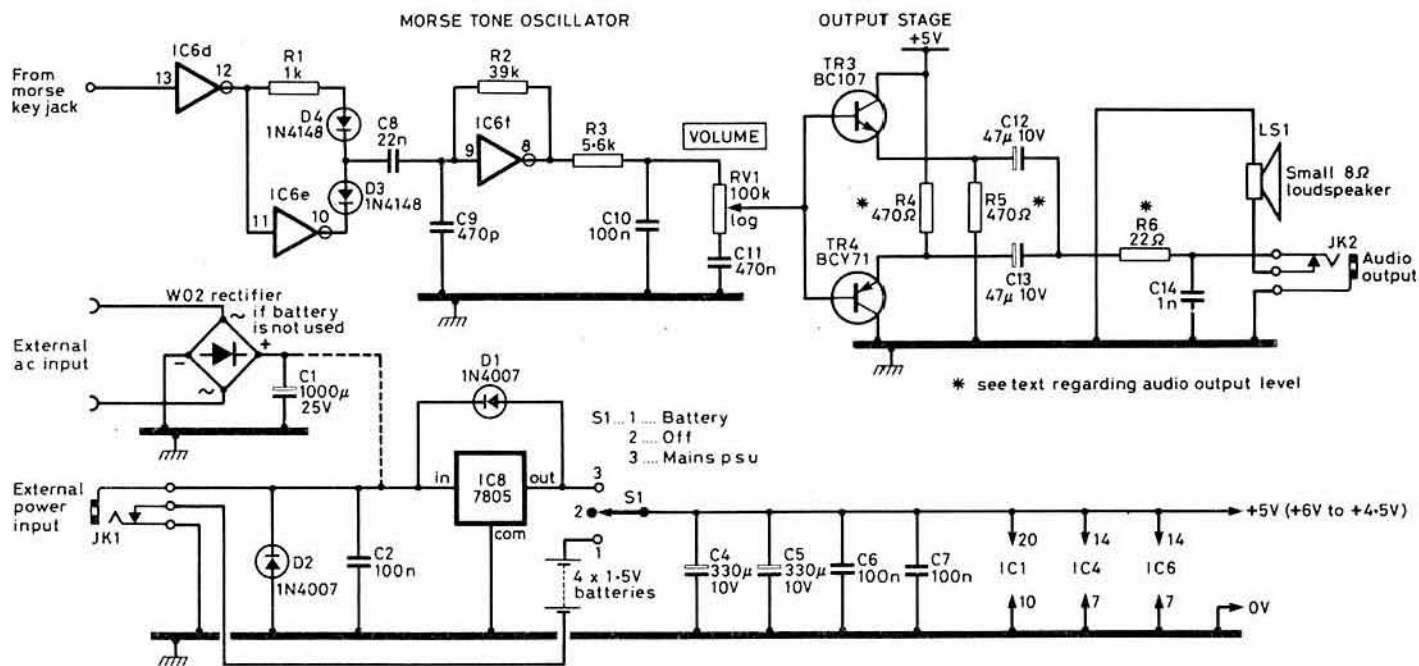 MORSE TONE OSCILLATOR
OUTPUT STAGE
+5V
From
morse
key jack
IC6d
13
12
R1
1k
D4
1N4148
IC6e
11
10
D3
1N4148
C8
22n
R2
39k
IC6f
9
8
C9
470p
R3
5·6k
C10
100n
VOLUME
RV1
100k
log
C11
470n
TR3
BC107
TR4
BCY71
* R4
470Ω
R5
470Ω *
C12
47µ 10V
C13
47µ 10V
*
R6
22Ω
C14
1n
LS1
Small 8Ω
loudspeaker
JK2
Audio
output
* see text regarding audio output level
W02 rectifier
~ if battery
is not used
External
ac input
-
+
~
C1
1000µ
25V
D1
1N4007
S1 ... 1 .... Battery
2 .... Off
3 .... Mains psu
External
power
input
JK1
D2
1N4007
C2
100n
in
IC8
7805
out
com
3
2
S1
1
4 x 1·5V
batteries
C4
330µ
10V
C5
330µ
10V
C6
100n
C7
100n
20
IC1
10
14
IC4
7
14
IC6
7
+5V (+6V to +4·5V)
0V